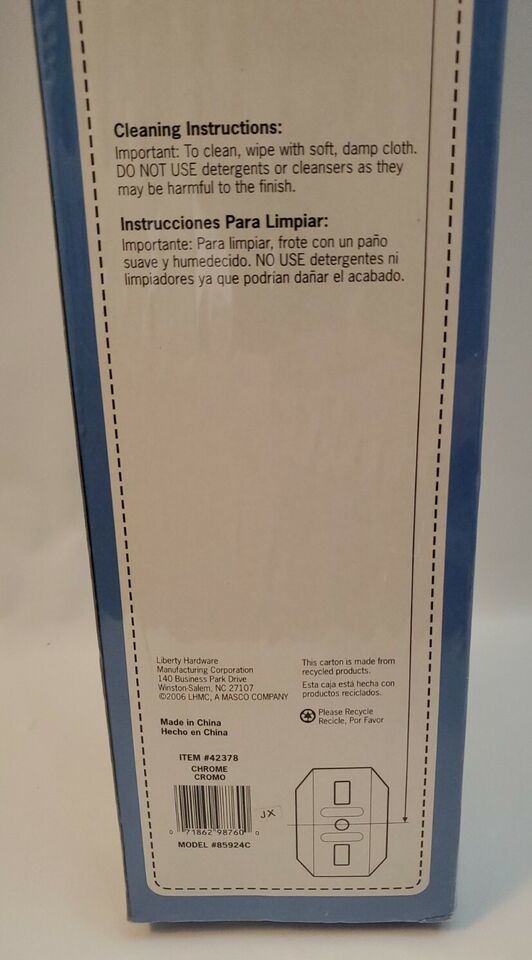 Cleaning Instructions:
Important: To clean, wipe with soft, damp cloth.
DO NOT USE detergents or cleansers as they
may be harmful to the finish.
Instrucciones Para Limpiar:
Importante: Para limpiar, frote con un paño
suave y humedecido. NO USE detergentes ni
limpiadores ya que podrían dañar el acabado.
Liberty Hardware
Manufacturing Corporation
140 Business Park Drive
Winston-Salem, NC 27107
©2006 LHMC, A MASCO COMPANY
Made in China
Hecho en China
This carton is made from
recycled products.
Esta caja está hecha con
productos reciclados.
Please Recycle
Recicle, Por Favor
ITEM #42378
CHROME
CROMO
0 71862 98760 0
MODEL #85924C
JX